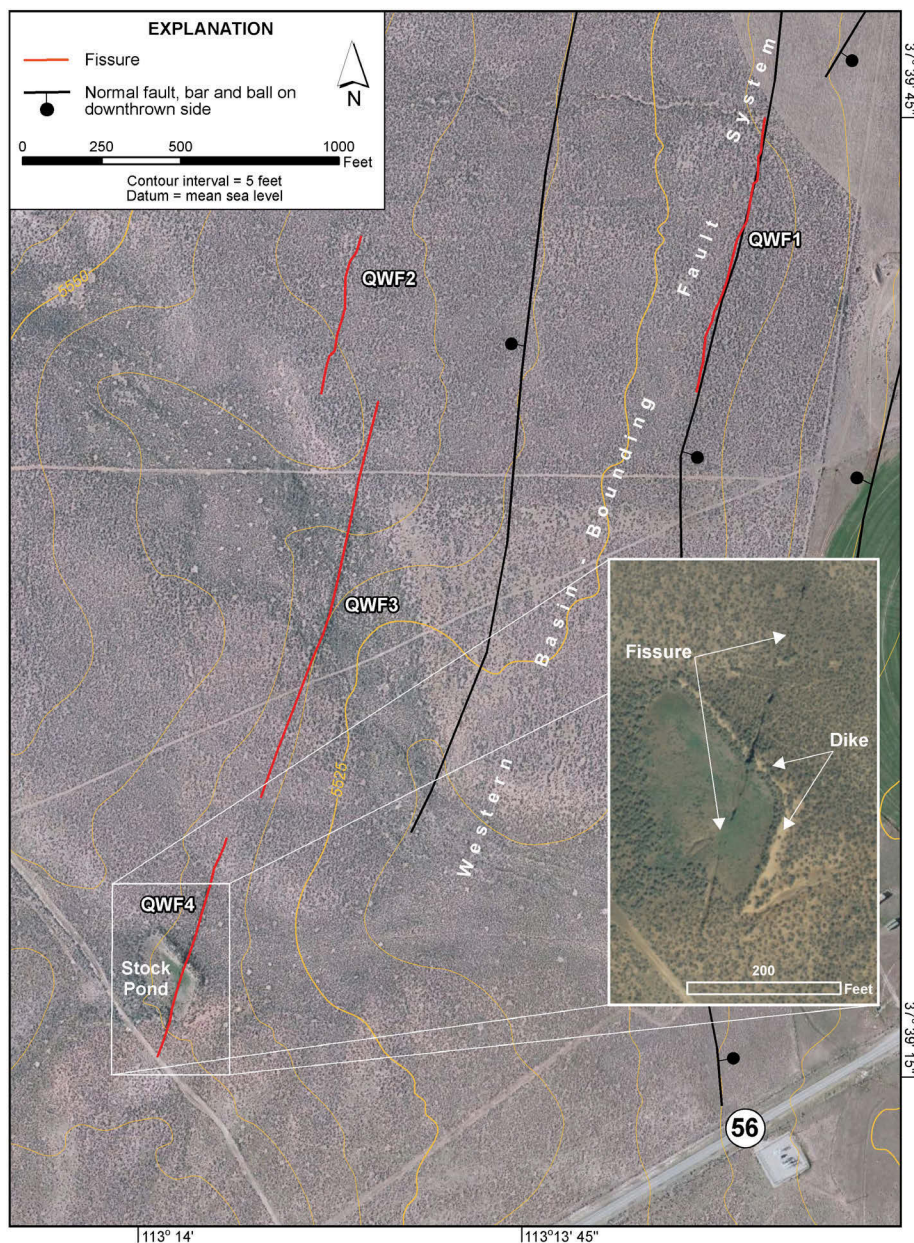 EXPLANATION
Fissure
Normal fault, bar and ball on
downthrown side
N
0 250 500 1000
Feet
Contour interval = 5 feet
Datum = mean sea level
37° 39' 45"
Western Basin - Bounding Fault System
QWF1
QWF2
5550
QWF3
5525
Fissure
Dike
200
Feet
QWF4
Stock
Pond
37° 39' 15"
56
113° 14'
113° 13' 45"